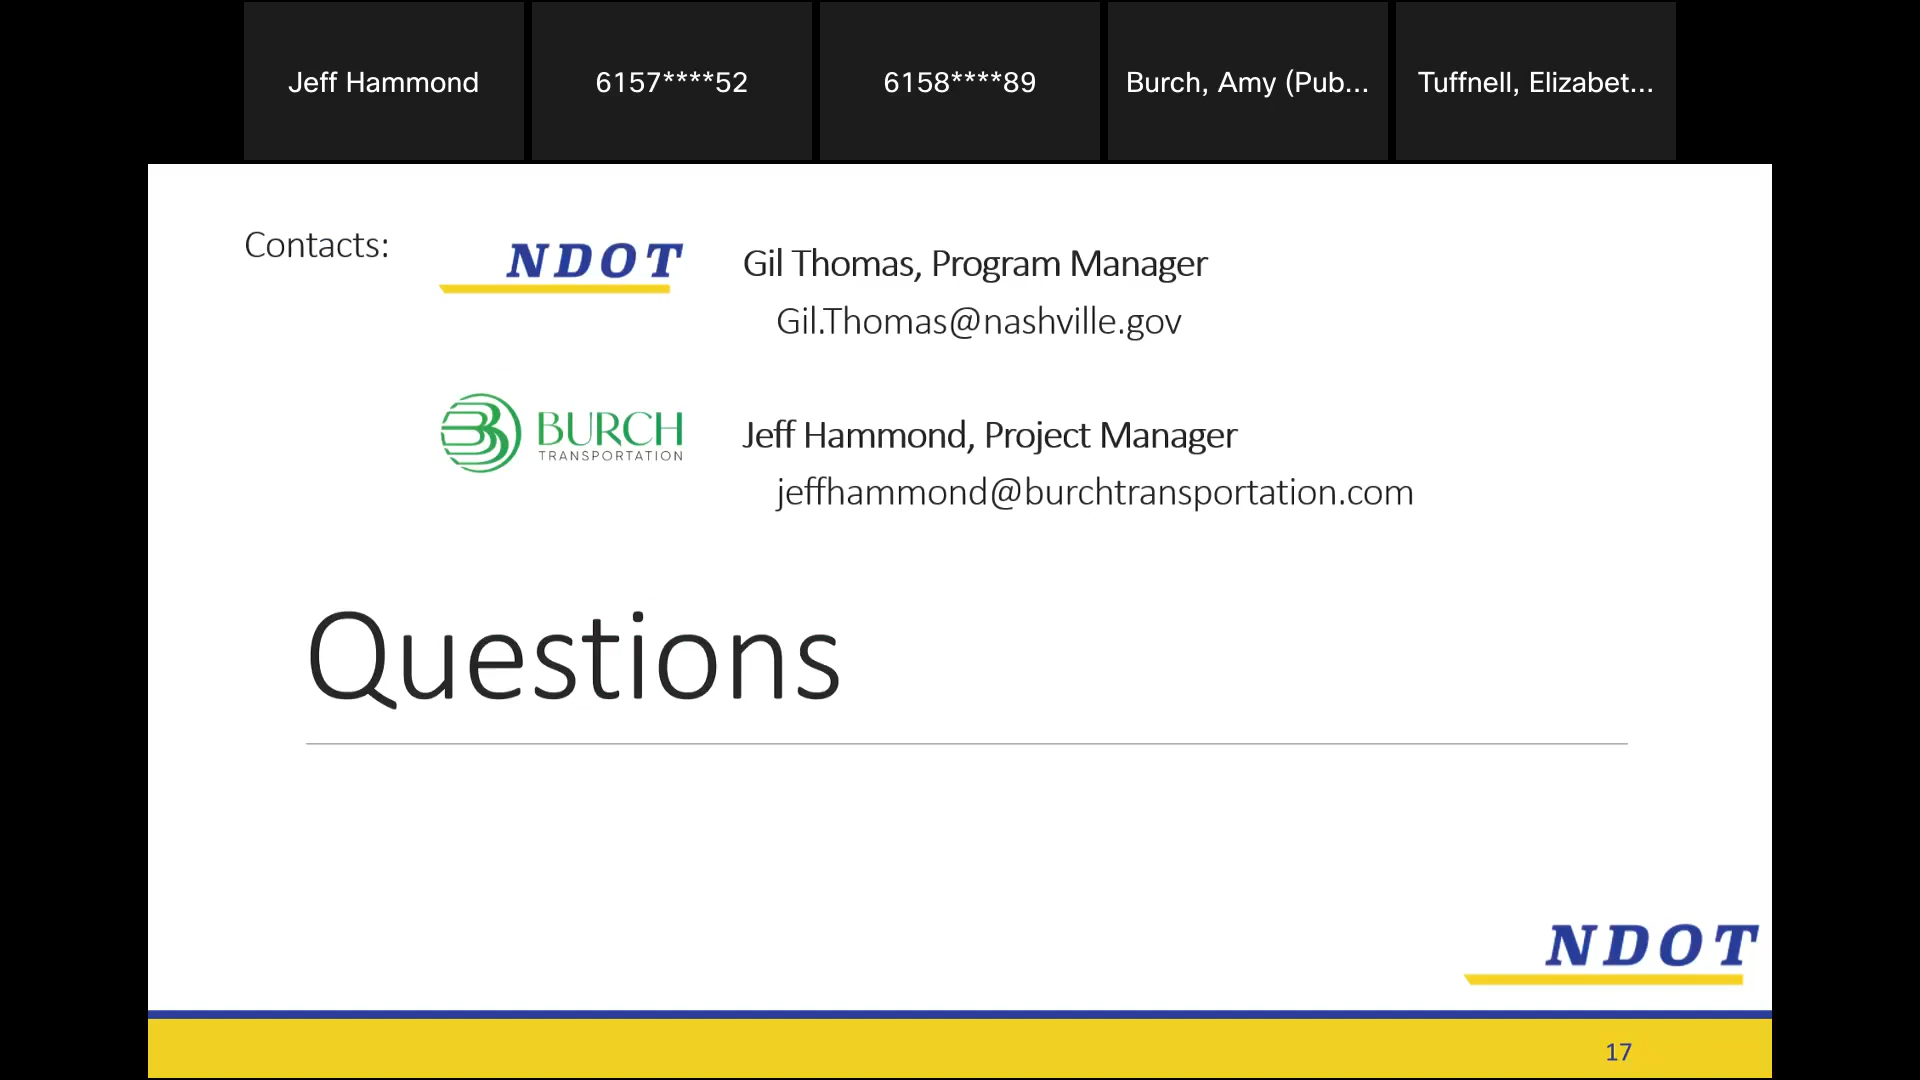 Jeff Hammond
6157****52
6158****89
Burch, Amy (Pub...
Tuffnell, Elizabet...
Contacts:
NDOT
Gil Thomas, Program Manager
Gil.Thomas@nashville.gov
BURCH
TRANSPORTATION
Jeff Hammond, Project Manager
jeffhammond@burchtransportation.com
Questions
NDOT
17